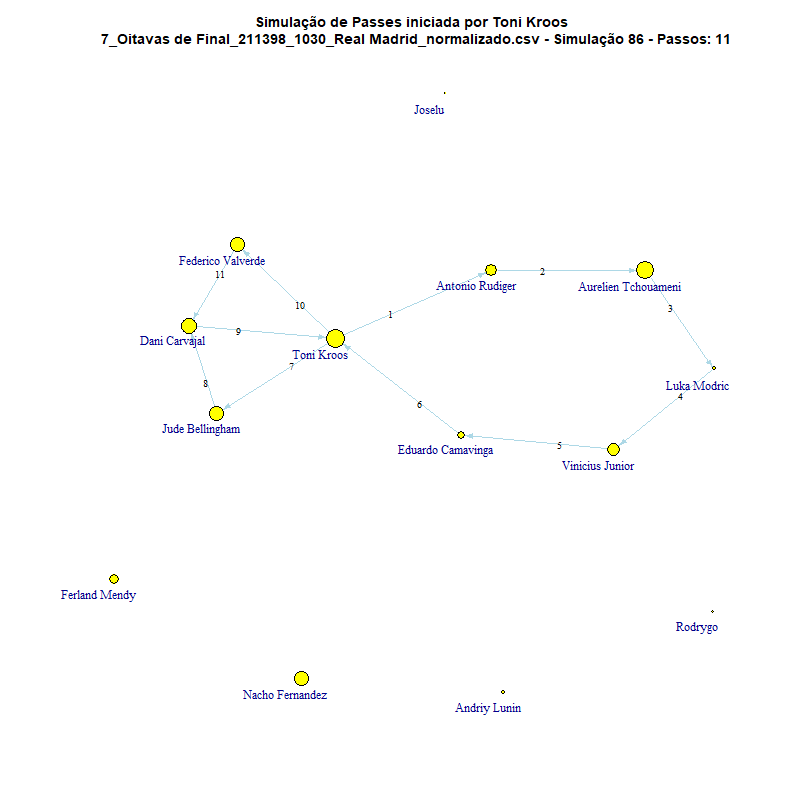 Simulação de Passes iniciada por Toni Kroos
7_Oitavas de Final_211398_1030_Real Madrid_normalizado.csv - Simulação 86 - Passos: 11
Joselu
Federico Valverde
11
Antonio Rudiger
2
Aurelien Tchouameni
10
1
3
9
Dani Carvajal
Toni Kroos
7
8
Luka Modric
4
6
Jude Bellingham
Eduardo Camavinga
5
Vinicius Junior
Ferland Mendy
Rodrygo
Nacho Fernandez
Andriy Lunin